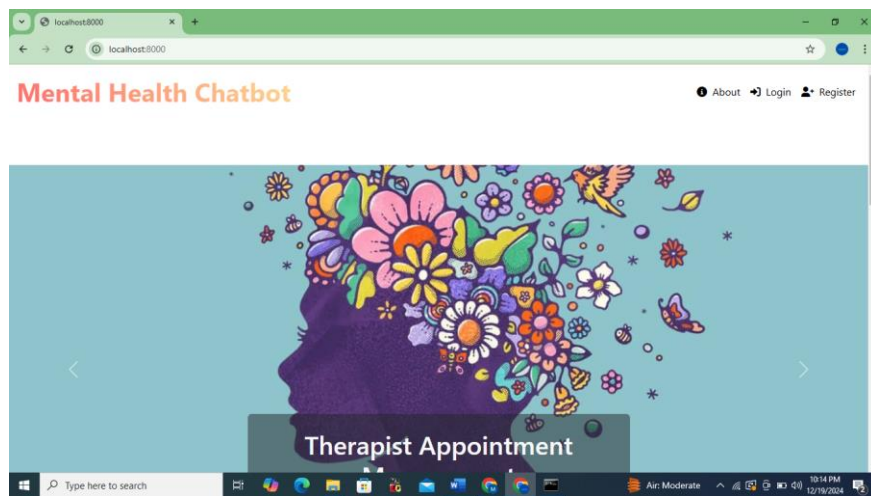 localhost:8000
localhost:8000
Mental Health Chatbot
About Login Register
Therapist Appointment
Type here to search
Air: Moderate
10:14 PM
12/19/2024